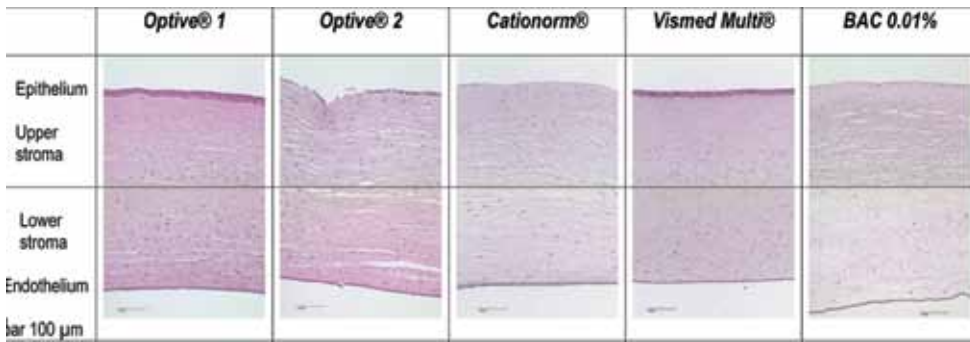 Optive® 1 Optive® 2 Cationorm® Vismed Multi® BAC 0.01%
Epithelium
Upper
stroma
Lower
stroma
Endothelium
bar 100 µm